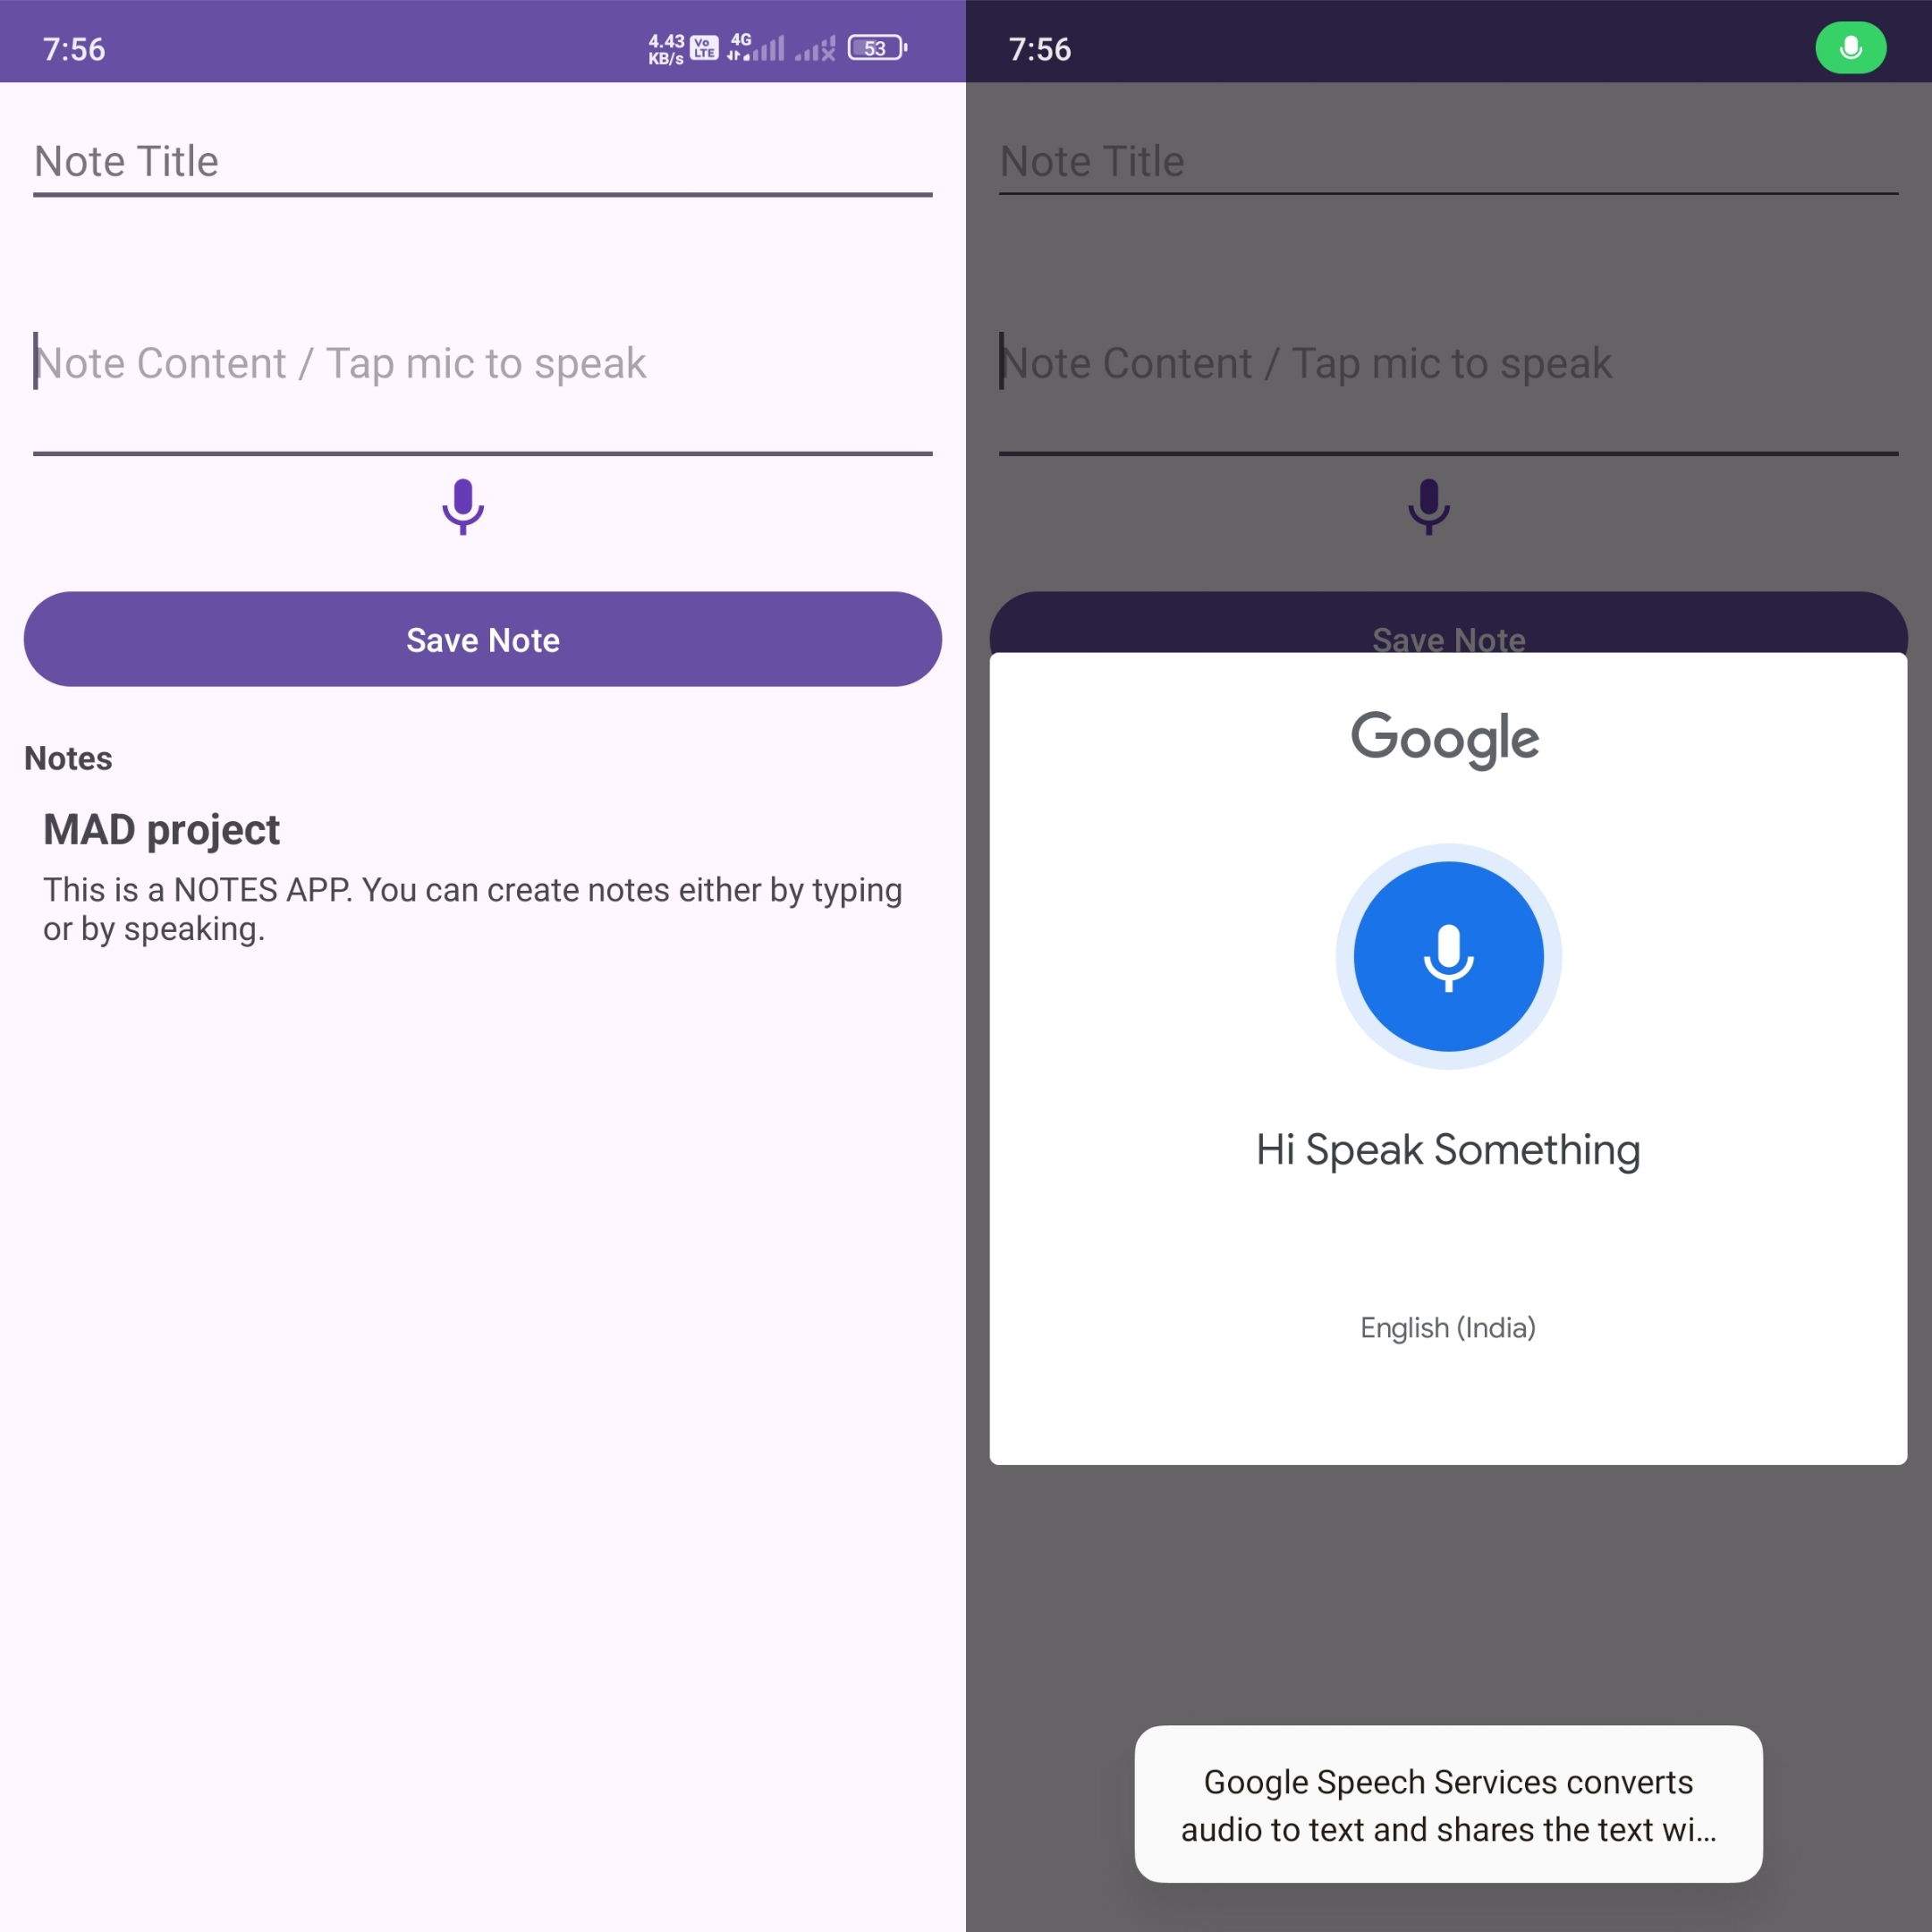 7:56
4.43
KB/s
Vo
LTE
4G
53
Note Title
Note Content / Tap mic to speak
Save Note
Notes
MAD project
This is a NOTES APP. You can create notes either by typing
or by speaking.
7:56
Note Title
Note Content / Tap mic to speak
Save Note
Google
Hi Speak Something
English (India)
Google Speech Services converts
audio to text and shares the text wi...